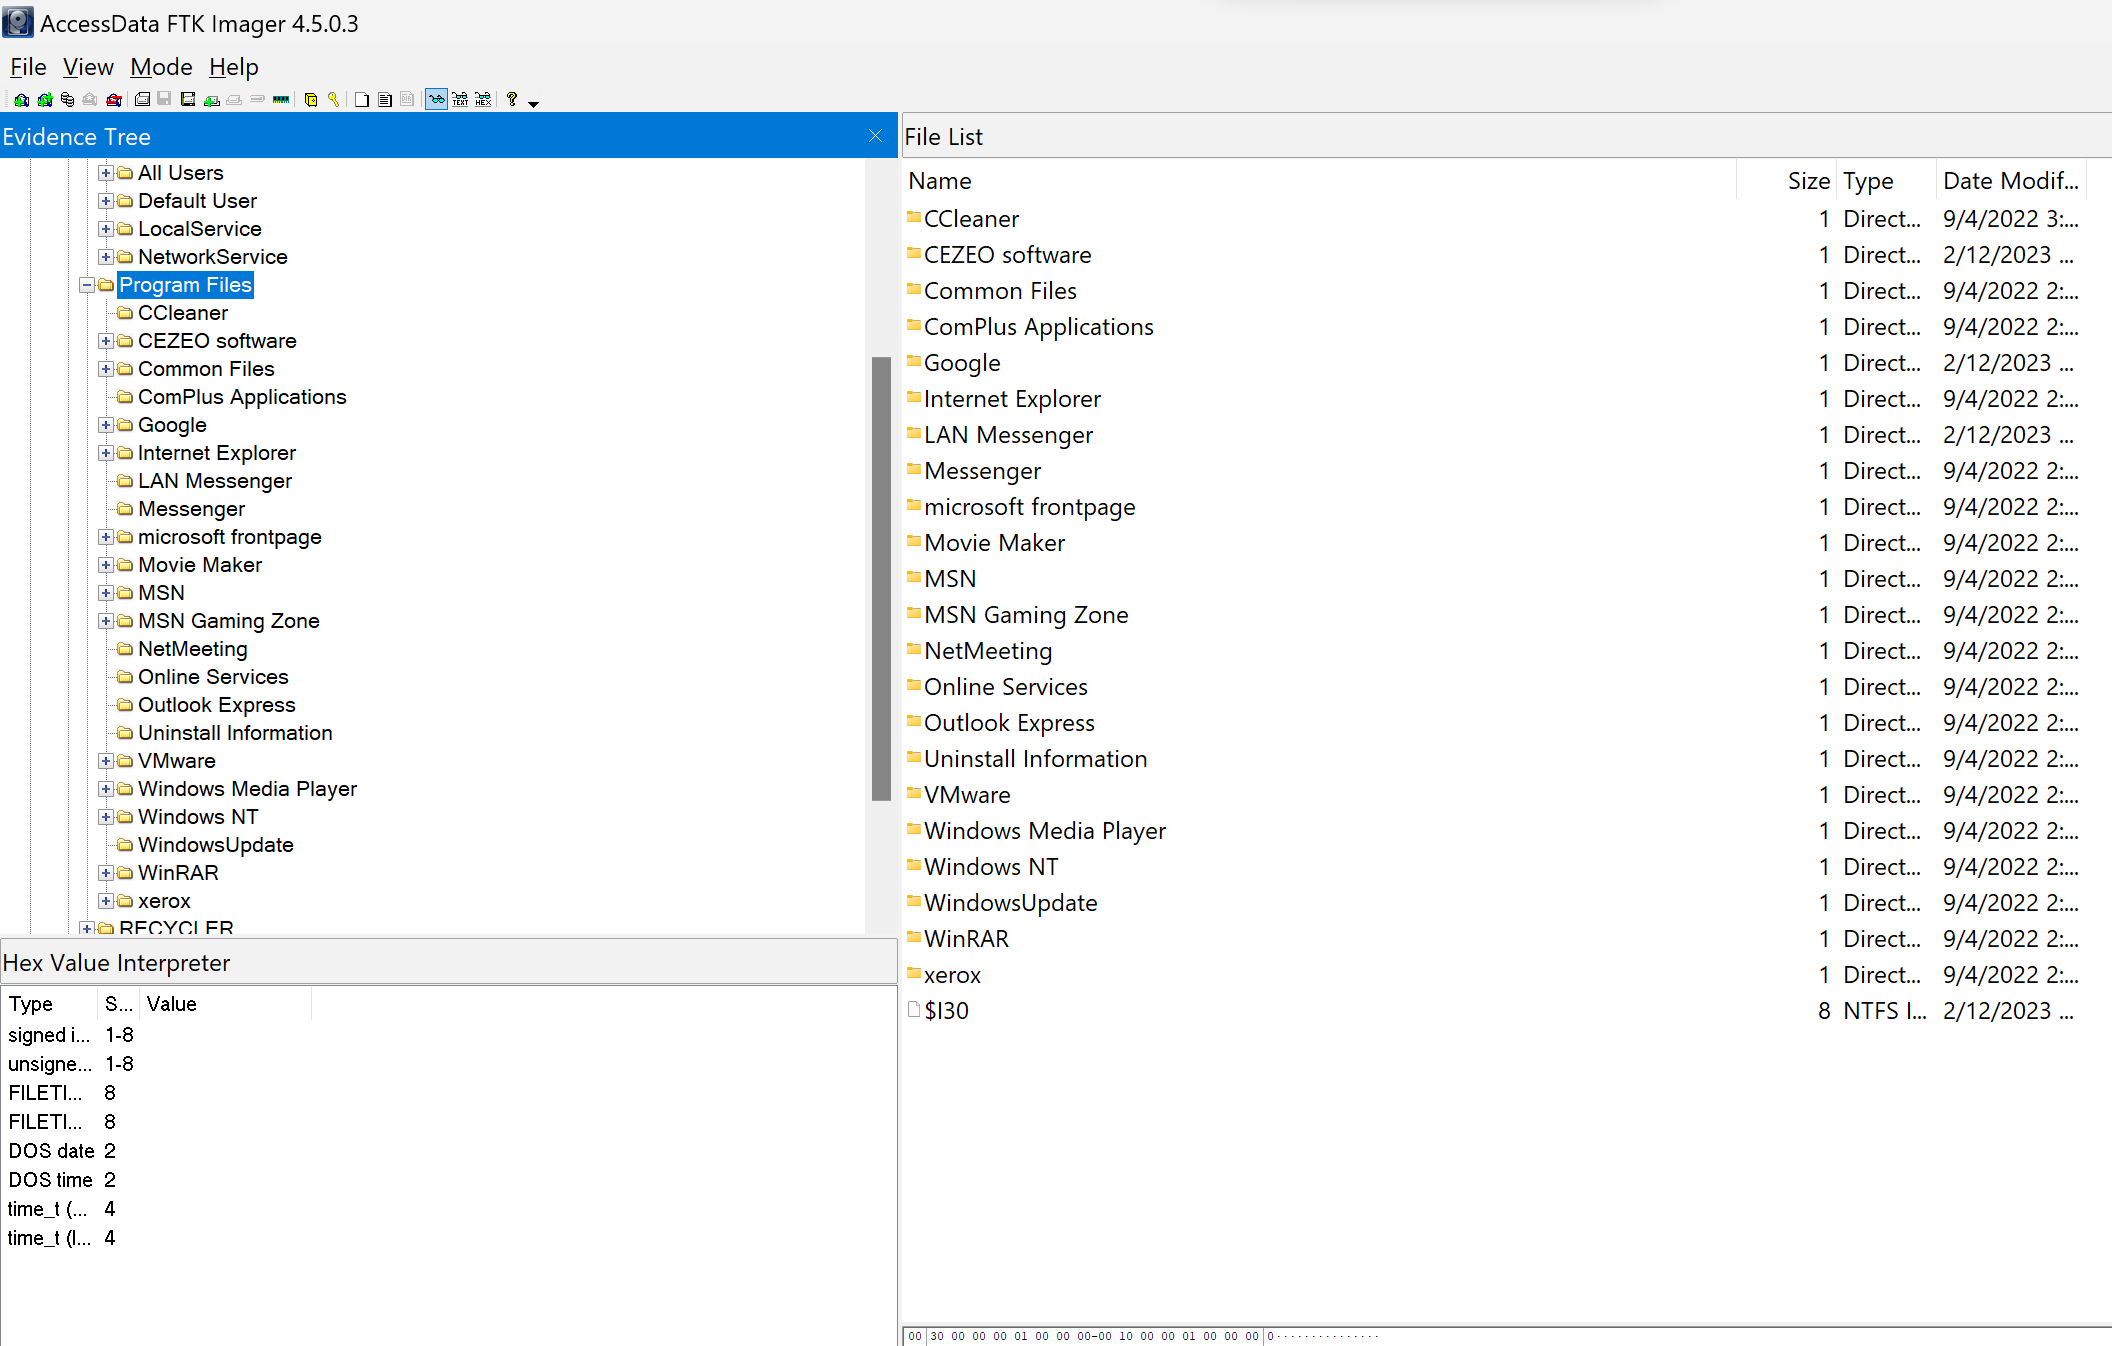 AccessData FTK Imager 4.5.0.3
File View Mode Help
Evidence Tree
All Users
Default User
LocalService
NetworkService
Program Files
CCleaner
CEZEO software
Common Files
ComPlus Applications
Google
Internet Explorer
LAN Messenger
Messenger
microsoft frontpage
Movie Maker
MSN
MSN Gaming Zone
NetMeeting
Online Services
Outlook Express
Uninstall Information
VMware
Windows Media Player
Windows NT
WindowsUpdate
WinRAR
xerox
RECYCLER
Hex Value Interpreter
Type S... Value
signed i... 1-8
unsigne... 1-8
FILETI... 8
FILETI... 8
DOS date 2
DOS time 2
time_t (... 4
time_t (l... 4
File List
Name Size Type Date Modif...
CCleaner 1 Direct... 9/4/2022 3:...
CEZEO software 1 Direct... 2/12/2023 ...
Common Files 1 Direct... 9/4/2022 2:...
ComPlus Applications 1 Direct... 9/4/2022 2:...
Google 1 Direct... 2/12/2023 ...
Internet Explorer 1 Direct... 9/4/2022 2:...
LAN Messenger 1 Direct... 2/12/2023 ...
Messenger 1 Direct... 9/4/2022 2:...
microsoft frontpage 1 Direct... 9/4/2022 2:...
Movie Maker 1 Direct... 9/4/2022 2:...
MSN 1 Direct... 9/4/2022 2:...
MSN Gaming Zone 1 Direct... 9/4/2022 2:...
NetMeeting 1 Direct... 9/4/2022 2:...
Online Services 1 Direct... 9/4/2022 2:...
Outlook Express 1 Direct... 9/4/2022 2:...
Uninstall Information 1 Direct... 9/4/2022 2:...
VMware 1 Direct... 9/4/2022 2:...
Windows Media Player 1 Direct... 9/4/2022 2:...
Windows NT 1 Direct... 9/4/2022 2:...
WindowsUpdate 1 Direct... 9/4/2022 2:...
WinRAR 1 Direct... 9/4/2022 2:...
xerox 1 Direct... 9/4/2022 2:...
$I30 8 NTFS I... 2/12/2023 ...
00 30 00 00 00 01 00 00 00-00 10 00 00 01 00 00 00 0···············